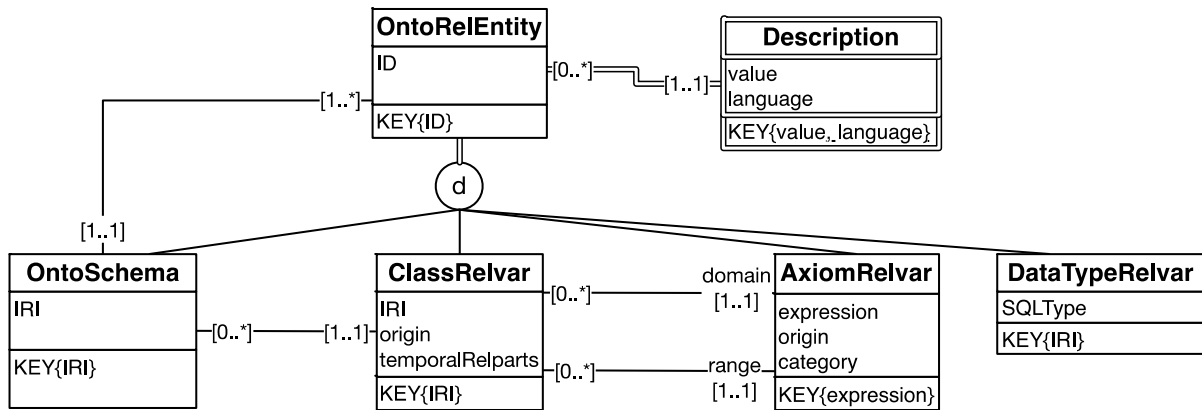 OntoRelEntity
ID
KEY{ID}
[0..*]
[1..1]
Description
value
language
KEY{value, language}
[1..*]
[1..1]
d
OntoSchema
IRI
KEY{IRI}
[0..*]
[1..1]
ClassRelvar
IRI
origin
temporalRelparts
KEY{IRI}
[0..*]
domain
[1..1]
[0..*]
range
[1..1]
AxiomRelvar
expression
origin
category
KEY{expression}
DataTypeRelvar
SQLType
KEY{IRI}